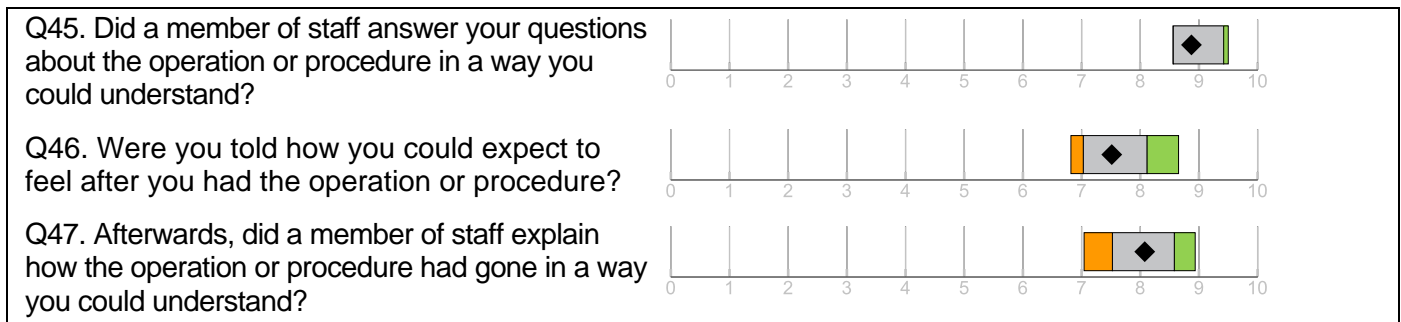 Q45. Did a member of staff answer your questions
about the operation or procedure in a way you
could understand?
0 1 2 3 4 5 6 7 8 9 10
Q46. Were you told how you could expect to
feel after you had the operation or procedure?
0 1 2 3 4 5 6 7 8 9 10
Q47. Afterwards, did a member of staff explain
how the operation or procedure had gone in a way
you could understand?
0 1 2 3 4 5 6 7 8 9 10